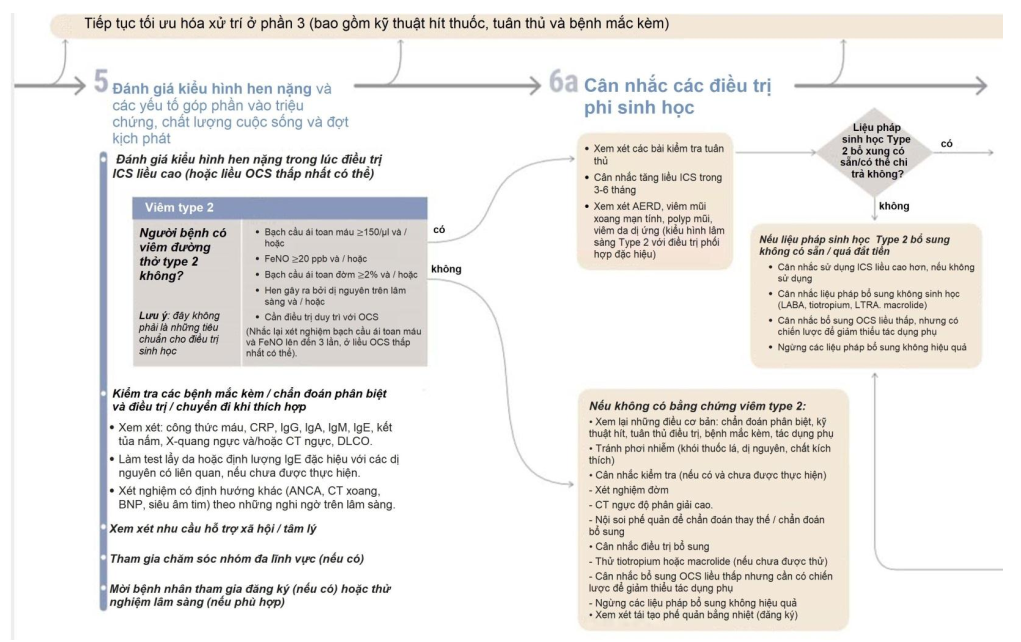 Tiếp tục tối ưu hóa xử trí ở phần 3 (bao gồm kỹ thuật hít thuốc, tuân thủ và bệnh mắc kèm)
5 Đánh giá kiểu hình hen nặng và
các yếu tố góp phần vào triệu
chứng, chất lượng cuộc sống và đợt
kịch phát
Đánh giá kiểu hình hen nặng trong lúc điều trị
ICS liều cao (hoặc liều OCS thấp nhất có thể)
Viêm type 2
Người bệnh có
viêm đường
thở type 2
không?
Lưu ý: đây không
phải là những tiêu
chuẩn cho điều trị
sinh học
• Bạch cầu ái toan máu ≥150/µl và /
hoặc
• FeNO ≥20 ppb và / hoặc
• Bạch cầu ái toan đờm ≥2% và / hoặc
• Hen gây ra bởi dị nguyên trên lâm
sàng và / hoặc
• Cần điều trị duy trì với OCS
(Nhắc lại xét nghiệm bạch cầu ái toan máu
và FeNO lên đến 3 lần, ở liều OCS thấp
nhất có thể).
có
không
Kiểm tra các bệnh mắc kèm / chẩn đoán phân biệt
và điều trị / chuyển đi khi thích hợp
• Xem xét: công thức máu, CRP, IgG, IgA, IgM, IgE, kết
tủa nấm, X-quang ngực và/hoặc CT ngực, DLCO.
• Làm test lẩy da hoặc định lượng IgE đặc hiệu với các dị
nguyên có liên quan, nếu chưa được thực hiện.
• Xét nghiệm có định hướng khác (ANCA, CT xoang,
BNP, siêu âm tim) theo những nghi ngờ trên lâm sàng.
Xem xét nhu cầu hỗ trợ xã hội / tâm lý
Tham gia chăm sóc nhóm đa lĩnh vực (nếu có)
Mời bệnh nhân tham gia đăng ký (nếu có) hoặc thử
nghiệm lâm sàng (nếu phù hợp)
6a Cân nhắc các điều trị
phi sinh học
• Xem xét các bài kiểm tra tuân
thủ
• Cân nhắc tăng liều ICS trong
3-6 tháng
• Xem xét AERD, viêm mũi
xoang mạn tính, polyp mũi,
viêm da dị ứng (kiểu hình lâm
sàng Type 2 với điều trị phối
hợp đặc hiệu)
Liệu pháp
sinh học Type
2 bổ xung có
sẵn/có thể chi
trả không?
có
không
Nếu liệu pháp sinh học Type 2 bổ sung
không có sẵn / quá đắt tiền
• Cân nhắc sử dụng ICS liều cao hơn, nếu không
sử dụng
• Cân nhắc liệu pháp bổ sung không sinh học
(LABA, tiotropium, LTRA. macrolide)
• Cân nhắc bổ sung OCS liều thấp, nhưng có
chiến lược để giảm thiểu tác dụng phụ
• Ngừng các liệu pháp bổ sung không hiệu quả
Nếu không có bằng chứng viêm type 2:
• Xem lại những điều cơ bản: chẩn đoán phân biệt, kỹ
thuật hít, tuân thủ điều trị, bệnh mắc kèm, tác dụng phụ
• Tránh phơi nhiễm (khói thuốc lá, dị nguyên, chất kích
thích)
• Cân nhắc kiểm tra (nếu có và chưa được thực hiện)
- Xét nghiệm đờm
- CT ngực độ phân giải cao.
- Nội soi phế quản để chẩn đoán thay thế / chẩn đoán
bổ sung
• Cân nhắc điều trị bổ sung
- Thử tiotropium hoặc macrolide (nếu chưa được thử)
- Cân nhắc bổ sung OCS liều thấp nhưng cần có chiến
lược để giảm thiểu tác dụng phụ
- Ngừng các liệu pháp bổ sung không hiệu quả
• Xem xét tái tạo phế quản bằng nhiệt (đăng ký)